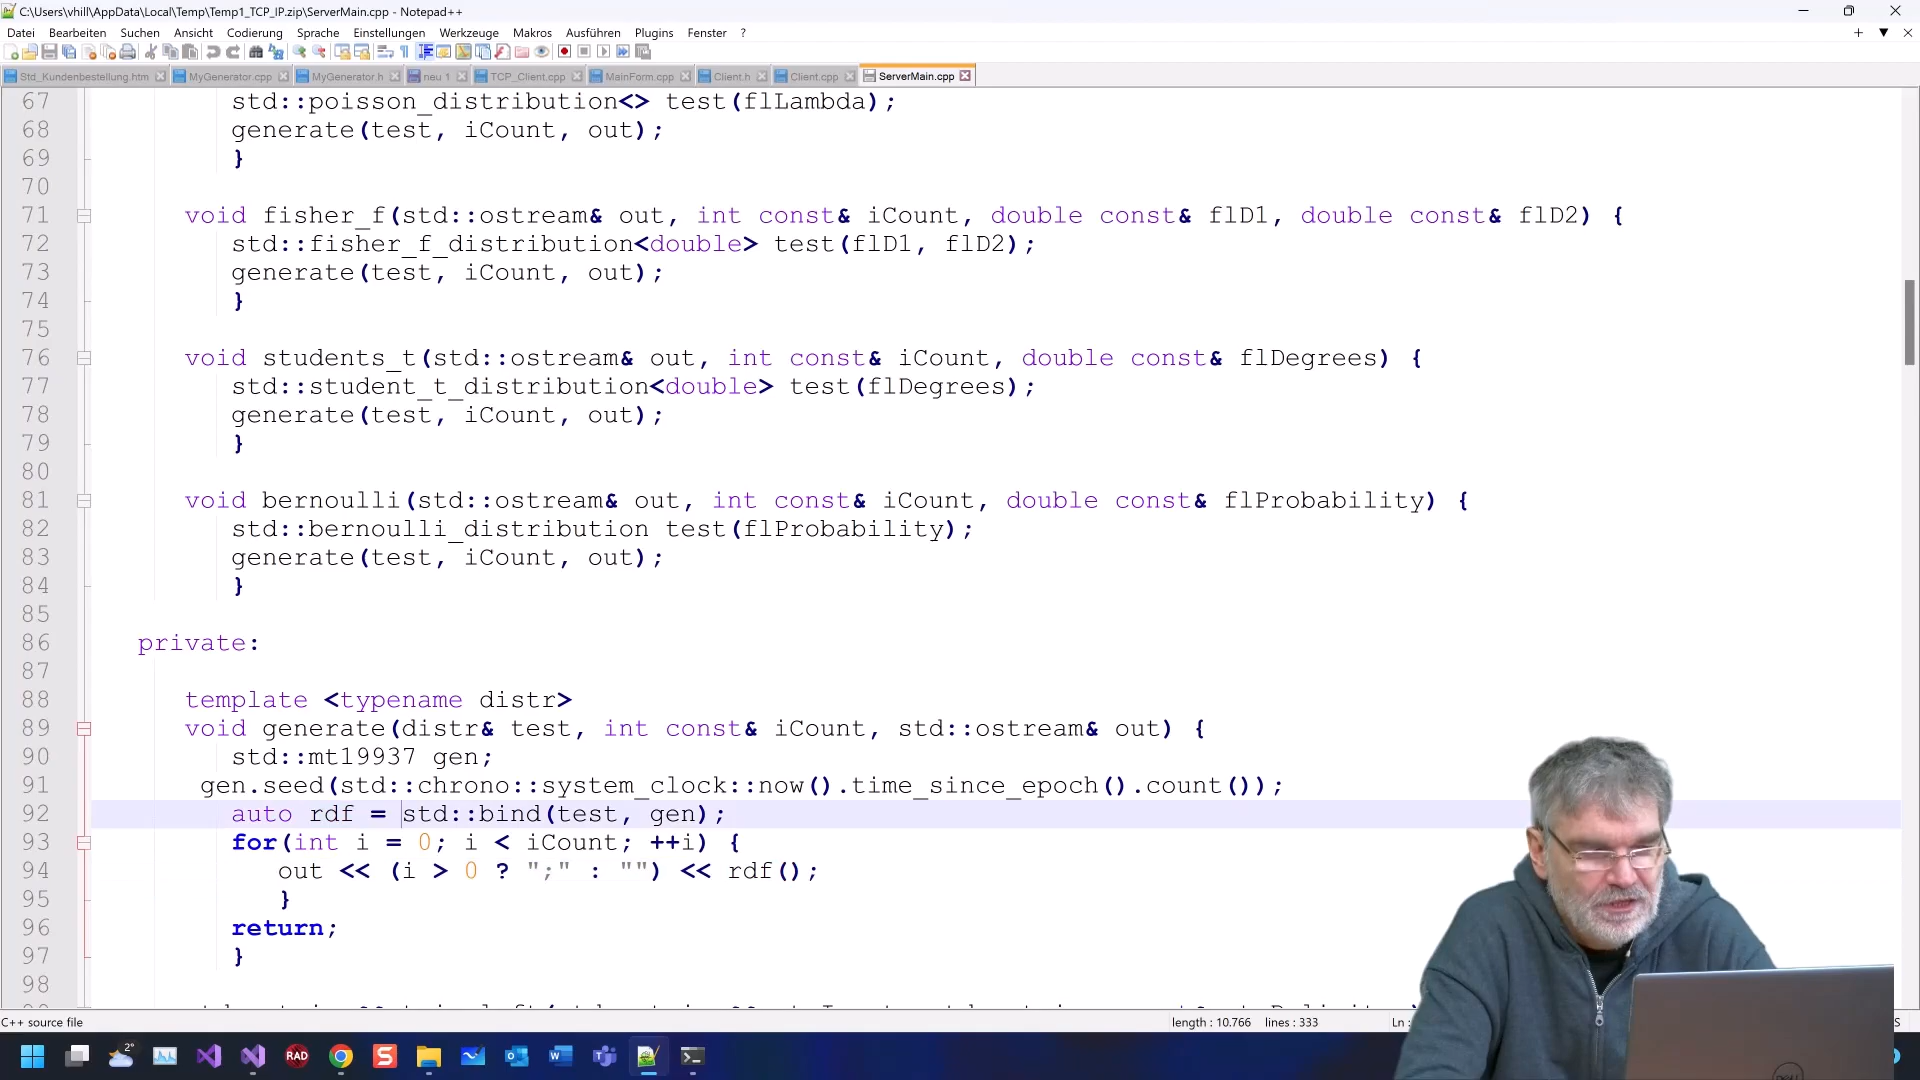 C:\Users\vhill\AppData\Local\Temp\Temp1_TCP_IP.zip\ServerMain.cpp - Notepad++
Datei Bearbeiten Suchen Ansicht Codierung Sprache Einstellungen Werkzeuge Makros Ausführen Plugins Fenster ?
Std_Kundenbestellung.htm MyGenerator.cpp MyGenerator.h neu 1 TCP_Client.cpp MainForm.cpp Client.h Client.cpp ServerMain.cpp
67 std::poisson_distribution<> test(flLambda);
68 generate(test, iCount, out);
69 }
70
71 void fisher_f(std::ostream& out, int const& iCount, double const& flD1, double const& flD2) {
72 std::fisher_f_distribution<double> test(flD1, flD2);
73 generate(test, iCount, out);
74 }
75
76 void students_t(std::ostream& out, int const& iCount, double const& flDegrees) {
77 std::student_t_distribution<double> test(flDegrees);
78 generate(test, iCount, out);
79 }
80
81 void bernoulli(std::ostream& out, int const& iCount, double const& flProbability) {
82 std::bernoulli_distribution test(flProbability);
83 generate(test, iCount, out);
84 }
85
86 private:
87
88 template <typename distr>
89 void generate(distr& test, int const& iCount, std::ostream& out) {
90 std::mt19937 gen;
91 gen.seed(std::chrono::system_clock::now().time_since_epoch().count());
92 auto rdf = std::bind(test, gen);
93 for(int i = 0; i < iCount; ++i) {
94 out << (i > 0 ? ";" : "") << rdf();
95 }
96 return;
97 }
98
C++ source file length : 10.766 lines : 333 Ln :
2° RAD
DELL